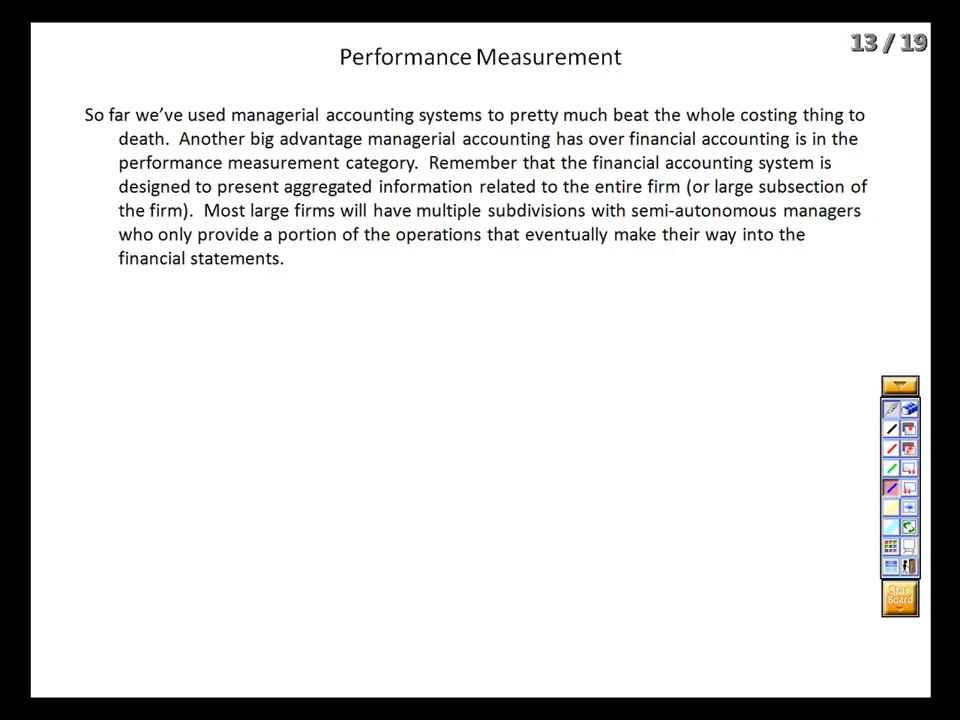 Performance Measurement
13 / 19
So far we've used managerial accounting systems to pretty much beat the whole costing thing to
death. Another big advantage managerial accounting has over financial accounting is in the
performance measurement category. Remember that the financial accounting system is
designed to present aggregated information related to the entire firm (or large subsection of
the firm). Most large firms will have multiple subdivisions with semi-autonomous managers
who only provide a portion of the operations that eventually make their way into the
financial statements.
Star
Board